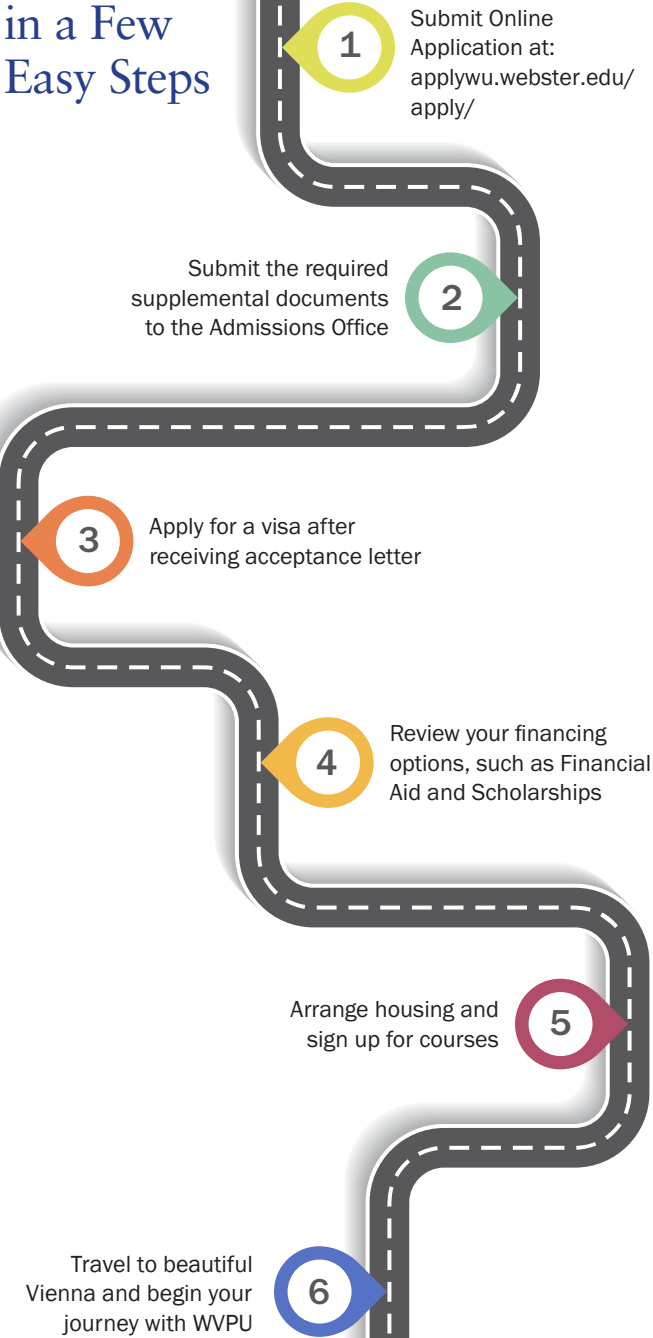 in a Few
Easy Steps
1
Submit Online
Application at:
applywu.webster.edu/
apply/
Submit the required
supplemental documents
to the Admissions Office
2
3
Apply for a visa after
receiving acceptance letter
4
Review your financing
options, such as Financial
Aid and Scholarships
Arrange housing and
sign up for courses
5
Travel to beautiful
Vienna and begin your
journey with WVPU
6